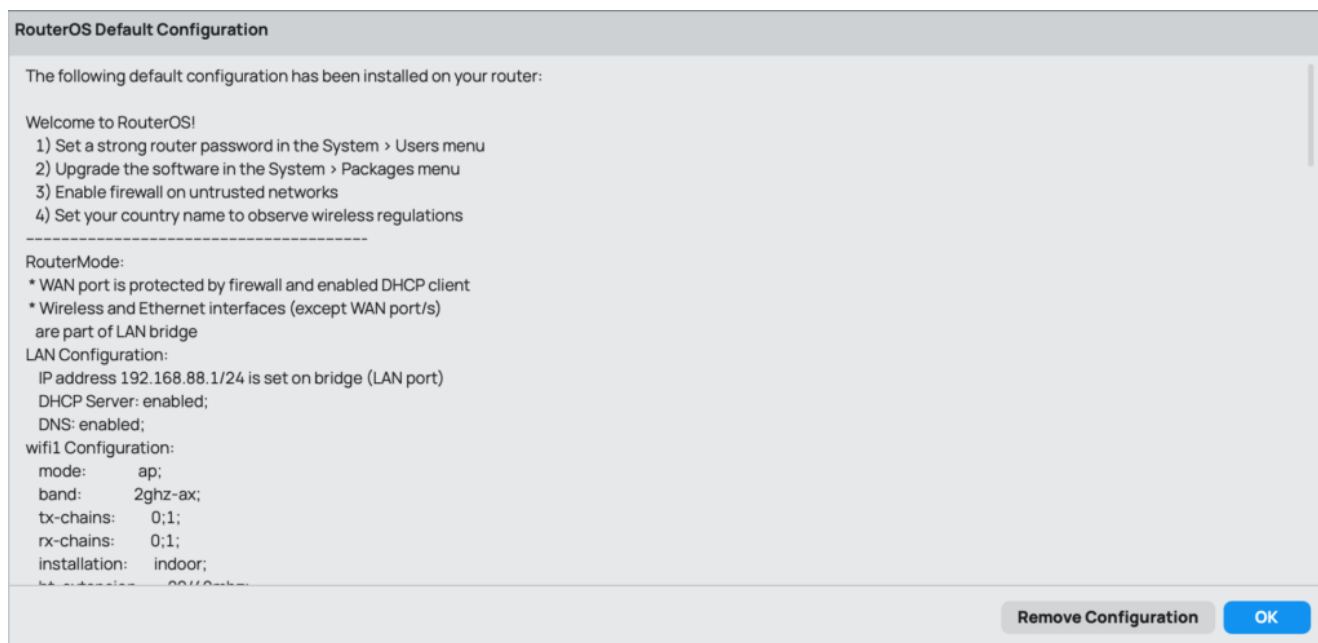 RouterOS Default Configuration
The following default configuration has been installed on your router:
Welcome to RouterOS!
1) Set a strong router password in the System > Users menu
2) Upgrade the software in the System > Packages menu
3) Enable firewall on untrusted networks
4) Set your country name to observe wireless regulations
-----------------------------------------
RouterMode:
* WAN port is protected by firewall and enabled DHCP client
* Wireless and Ethernet interfaces (except WAN port/s)
are part of LAN bridge
LAN Configuration:
IP address 192.168.88.1/24 is set on bridge (LAN port)
DHCP Server: enabled;
DNS: enabled;
wifi1 Configuration:
mode: ap;
band: 2ghz-ax;
tx-chains: 0;1;
rx-chains: 0;1;
installation: indoor;
Remove Configuration
OK